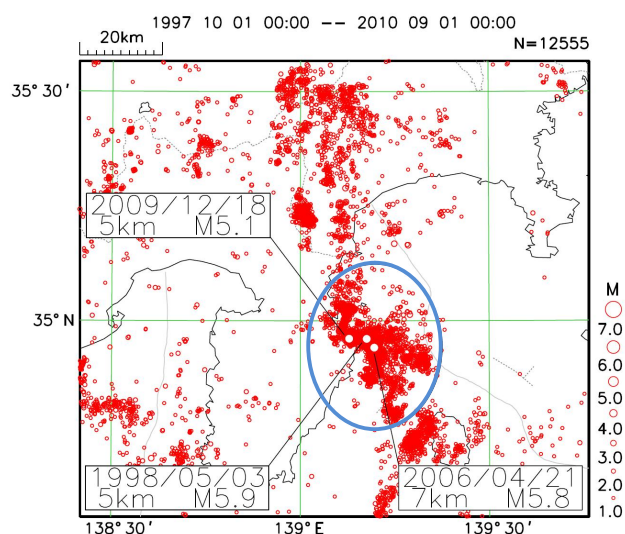 1997 10 01 00:00 -- 2010 09 01 00:00
20km
N=12555
35° 30′
2009/12/18
5km M5.1
35° N
M
7.0
6.0
5.0
4.0
3.0
2.0
1.0
1998/05/03
5km M5.9
2006/04/21
7km M5.8
138° 30′
139° E
139° 30′